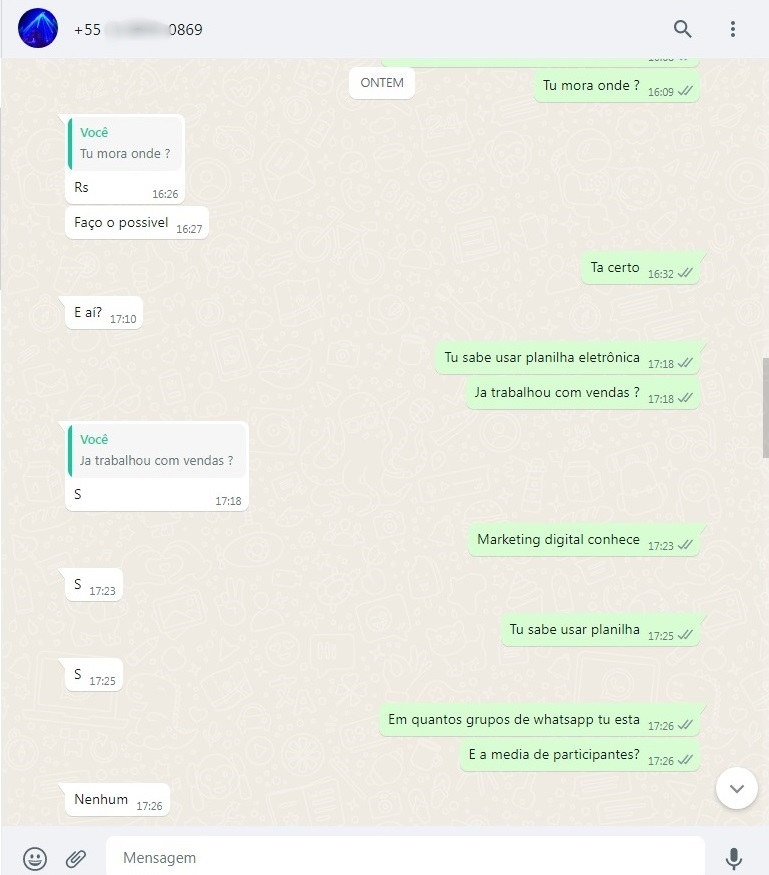 +55 0869
ONTEM
Tu mora onde ? 16:09
Você
Tu mora onde ?
Rs 16:26
Faço o possivel 16:27
Ta certo 16:32
E aí? 17:10
Tu sabe usar planilha eletrônica 17:18
Ja trabalhou com vendas ? 17:18
Você
Ja trabalhou com vendas ?
S 17:18
Marketing digital conhece 17:23
S 17:23
Tu sabe usar planilha 17:25
S 17:25
Em quantos grupos de whatsapp tu esta 17:26
E a media de participantes? 17:26
Nenhum 17:26
Mensagem